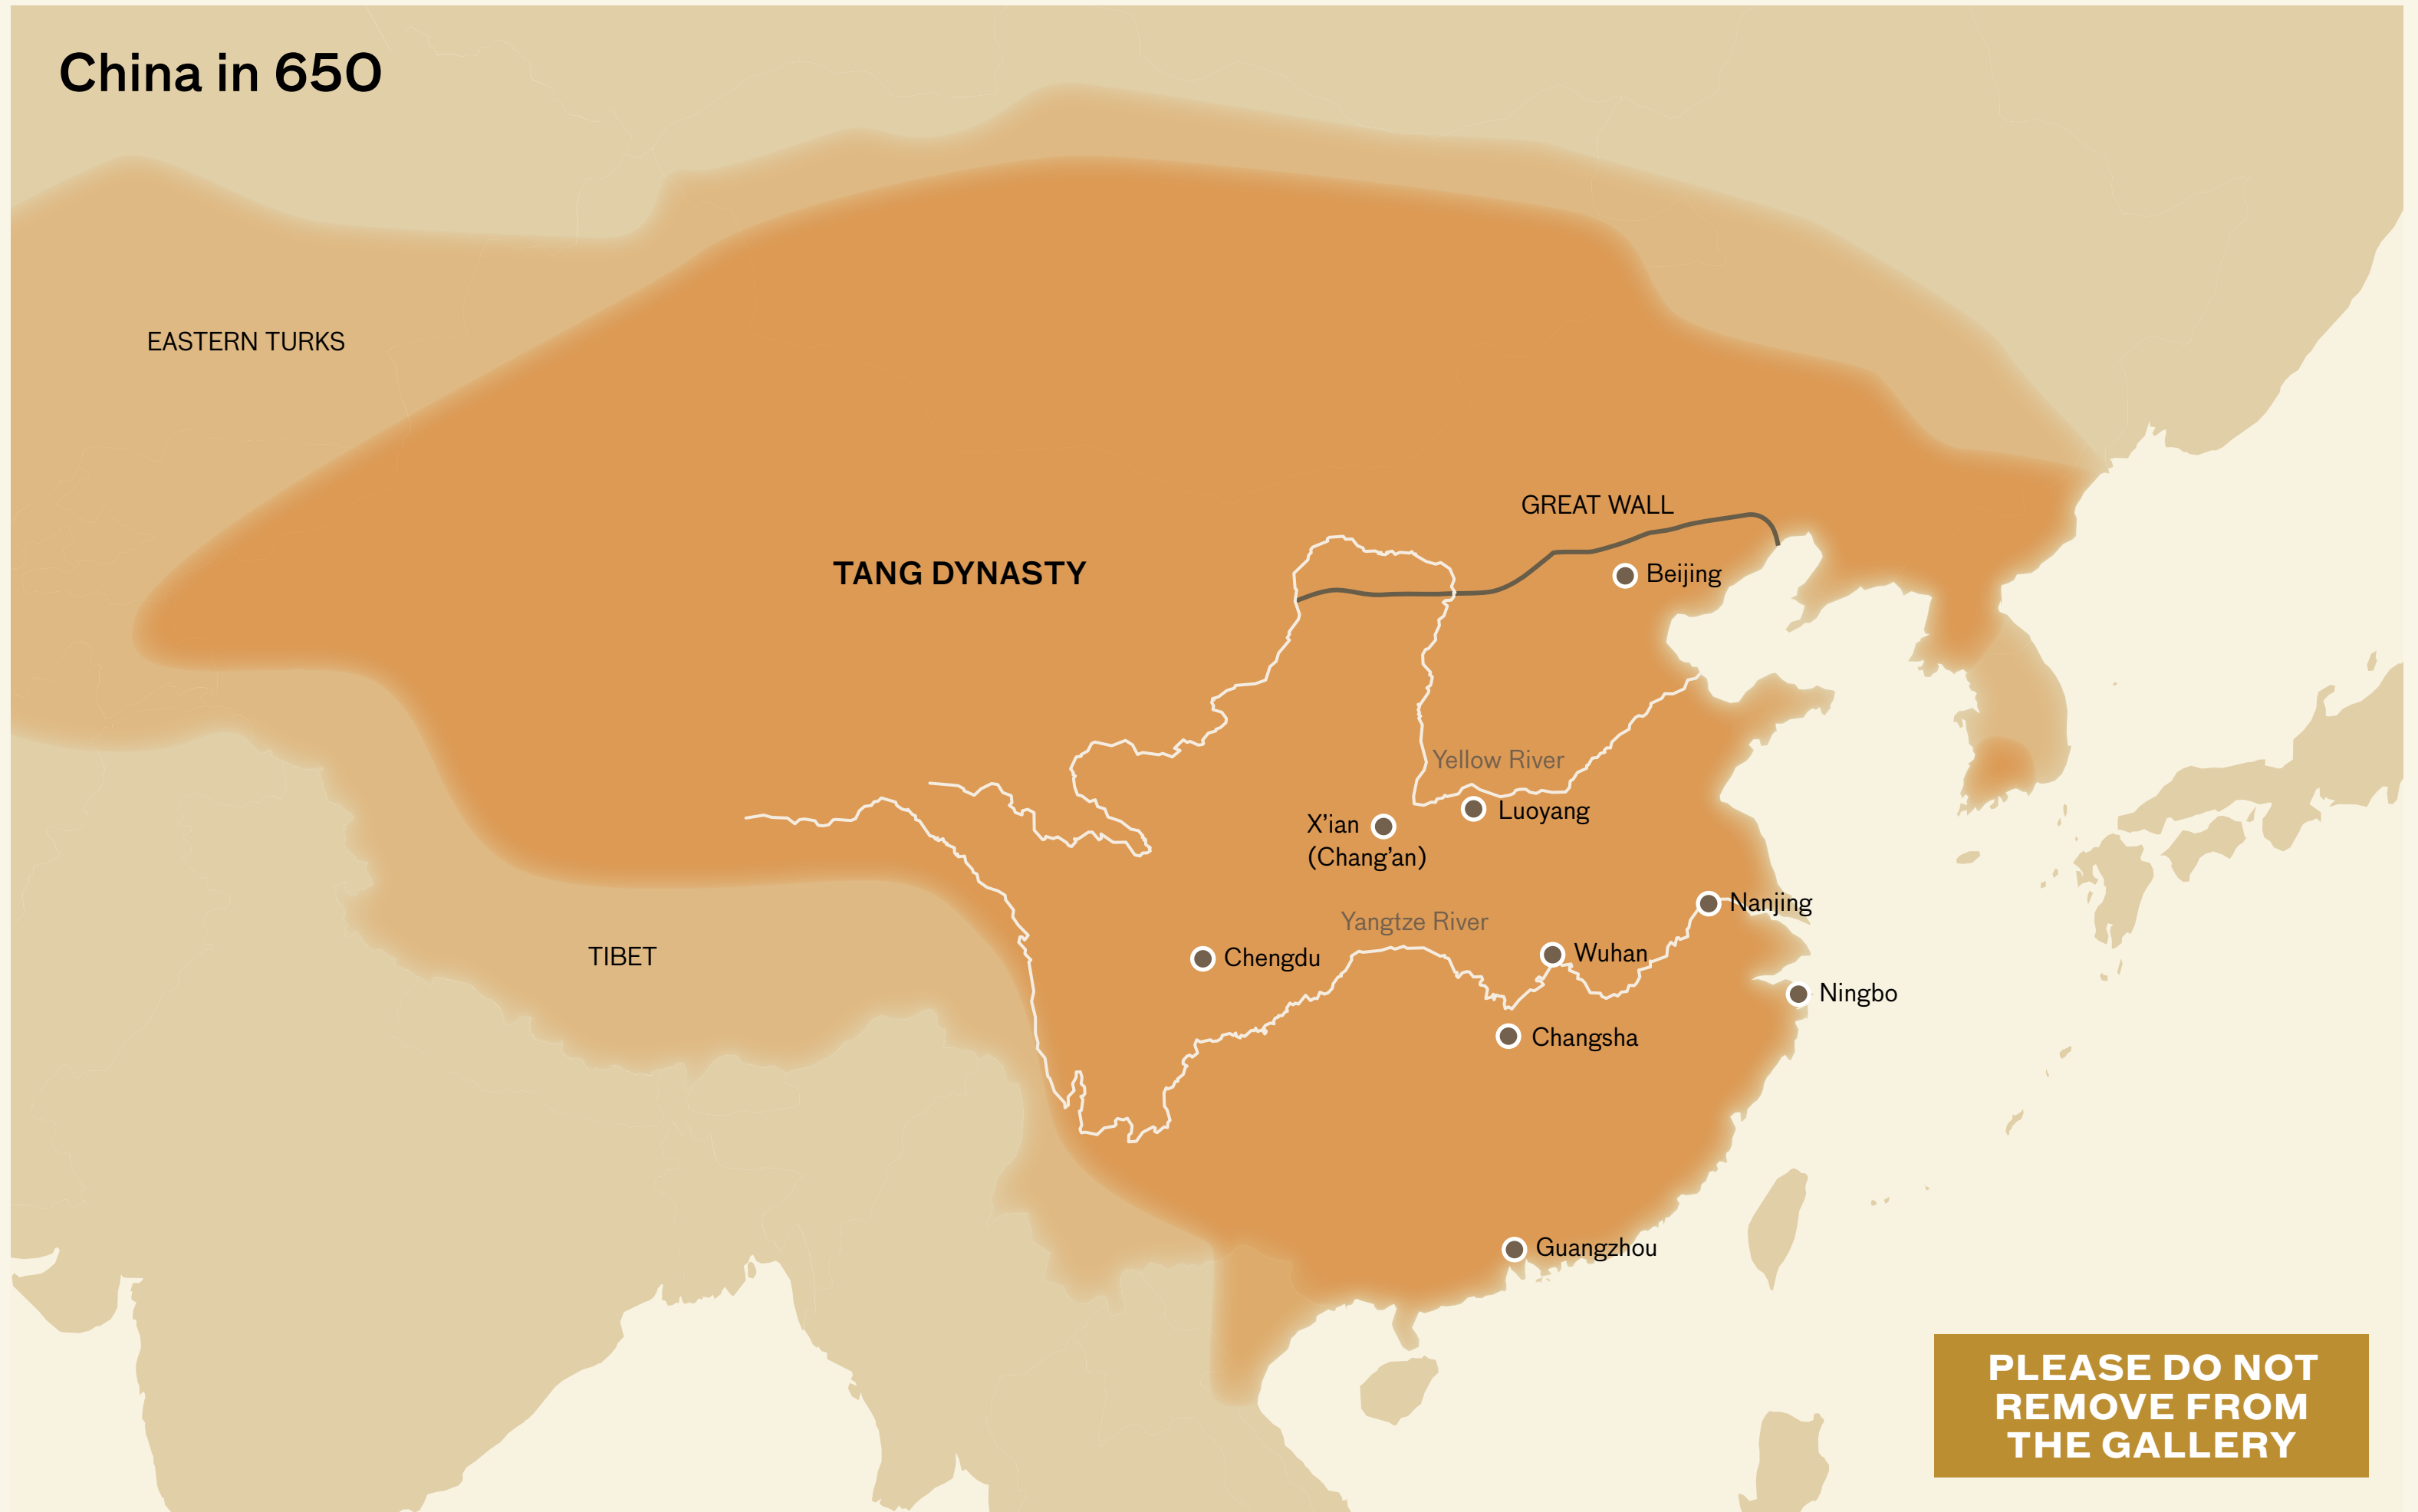 China in 650
EASTERN TURKS
GREAT WALL
TANG DYNASTY
Beijing
Yellow River
Luoyang
X’ian
(Chang’an)
Nanjing
Yangtze River
Wuhan
TIBET
Chengdu
Ningbo
Changsha
Guangzhou
PLEASE DO NOT
REMOVE FROM
THE GALLERY